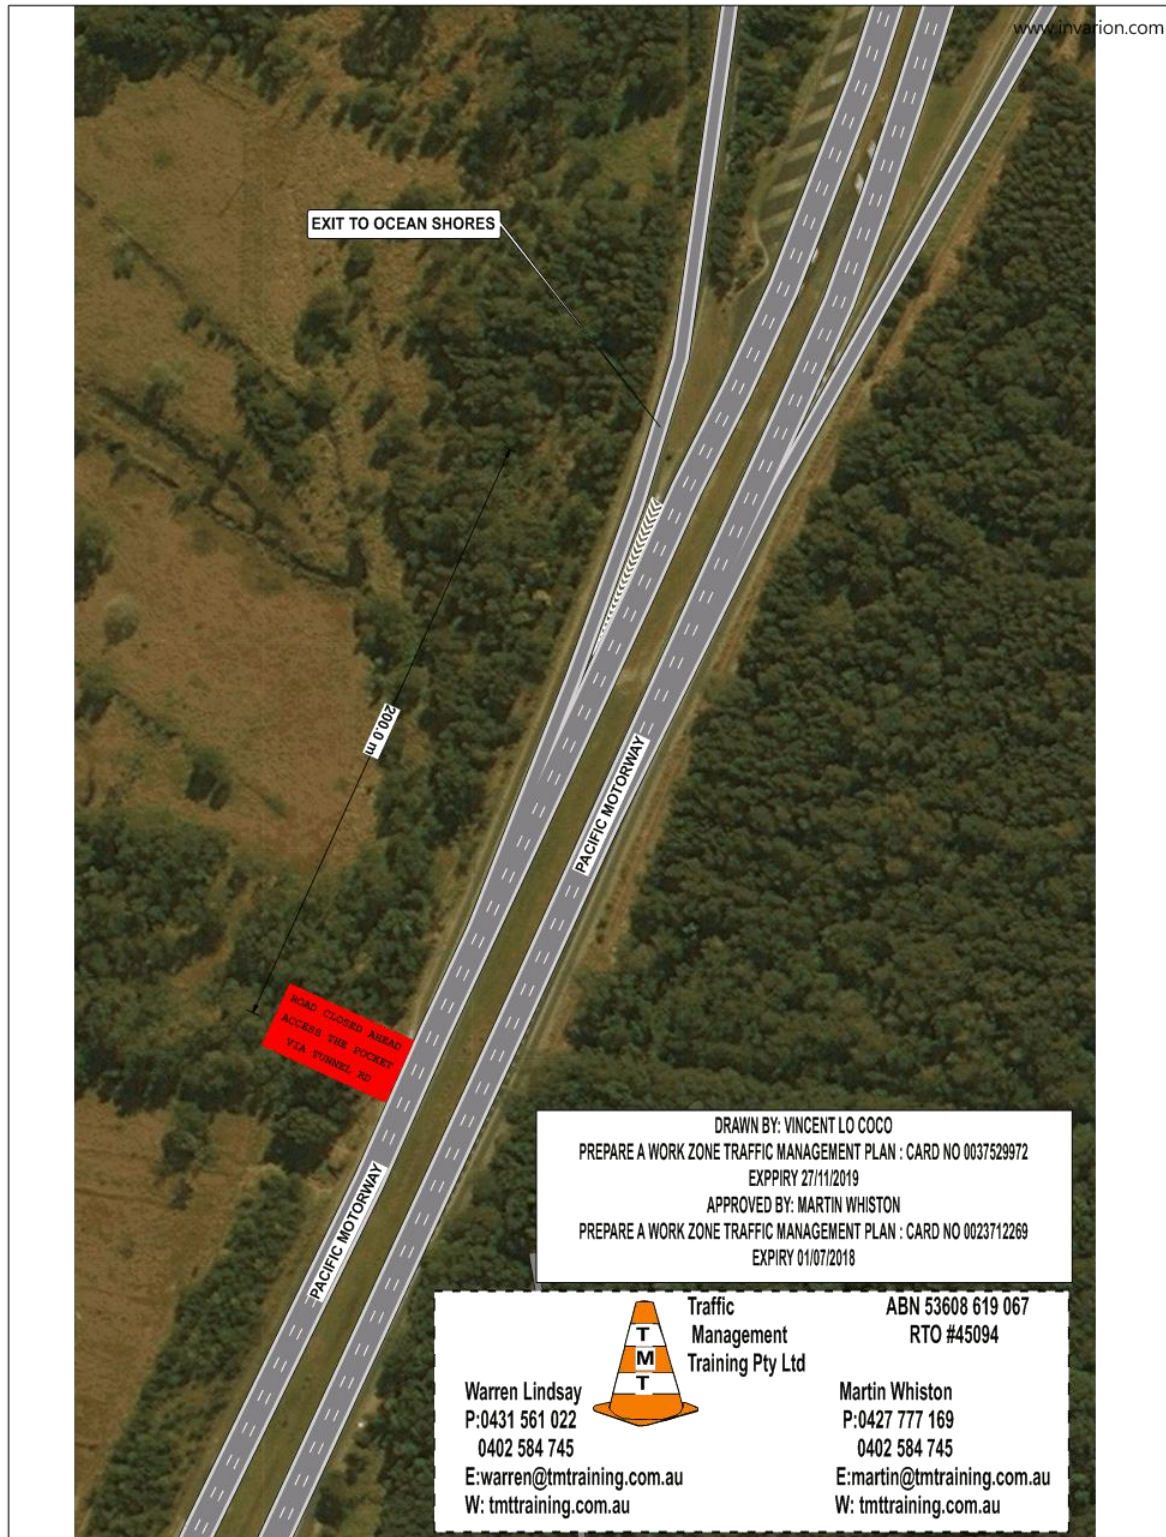 www.invarion.com
EXIT TO OCEAN SHORES
200.0 m
PACIFIC MOTORWAY
ROAD CLOSED AHEAD
ACCESS THE POCKET
VIA TUNNEL RD
PACIFIC MOTORWAY
DRAWN BY: VINCENT LO COCO
PREPARE A WORK ZONE TRAFFIC MANAGEMENT PLAN : CARD NO 0037529972
EXPPIRY 27/11/2019
APPROVED BY: MARTIN WHISTON
PREPARE A WORK ZONE TRAFFIC MANAGEMENT PLAN : CARD NO 0023712269
EXPIRY 01/07/2018
T
M
T
Traffic
Management
Training Pty Ltd
ABN 53608 619 067
RTO #45094
Warren Lindsay
P:0431 561 022
0402 584 745
E:warren@tmtraining.com.au
W: tmttraining.com.au
Martin Whiston
P:0427 777 169
0402 584 745
E:martin@tmtraining.com.au
W: tmttraining.com.au